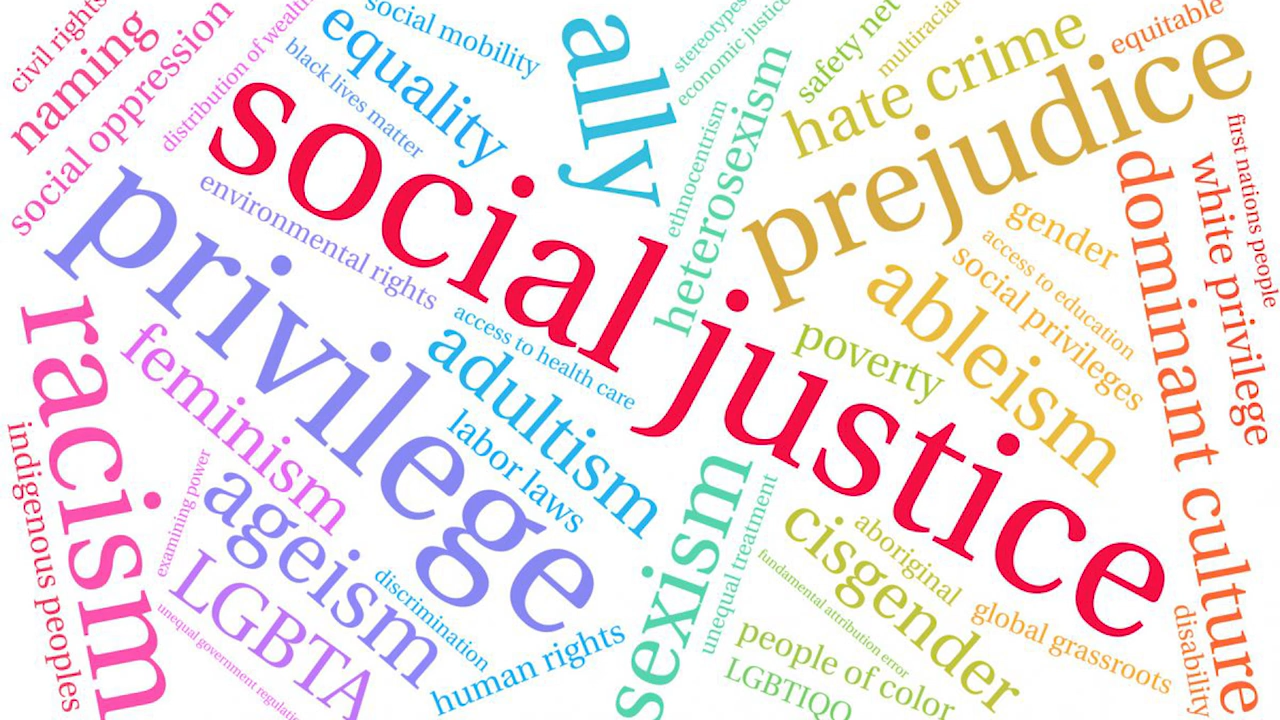 civil rights
naming
social oppression
distribution of wealth
social mobility
equality
black lives matter
ally
stereotypes
economic justice
safety net
multiracial
hate crime
equitable
prejudice
social justice
environmental rights
ethnocentrism
heterosexism
gender
access to education
social privileges
ableism
poverty
dominant culture
white privilege
first nations people
privilege
access to health care
adultism
labor laws
racism
feminism
indigenous peoples
examining power
ageism
LGBTA
unequal government regulatio
discrimination
human rights
sexism
unequal treatment
cisgender
aboriginal
fundamental attribution error
global grassroots
people of color
LGBTIQQ
disability